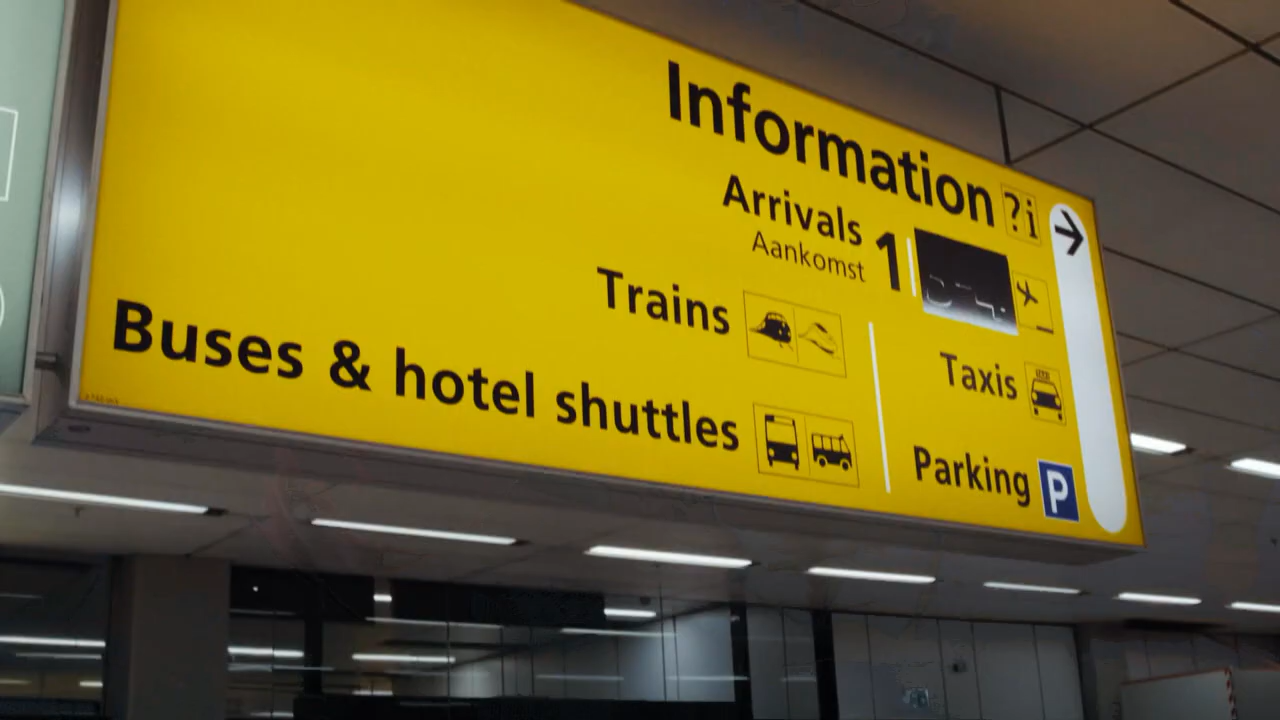 Information ?i →
Arrivals 1
Aankomst
Trains
Taxis
Buses & hotel shuttles
Parking P